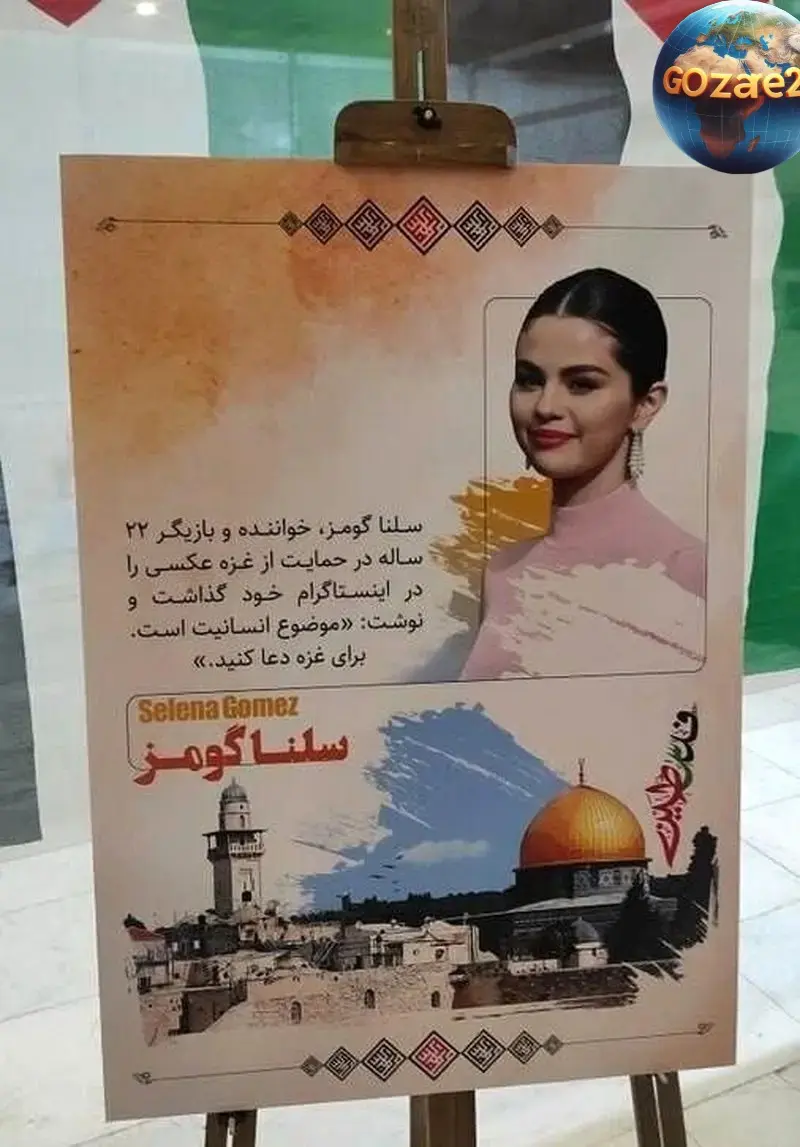 GOzae2
سلنا گومز، خواننده و بازیگر ۲۲
ساله در حمایت از غزه عکسی را
در اینستاگرام خود گذاشت و
نوشت: «موضوع انسانیت است.
برای غزه دعا کنید.»
Selena Gomez
سلنا گومز
فلسطین